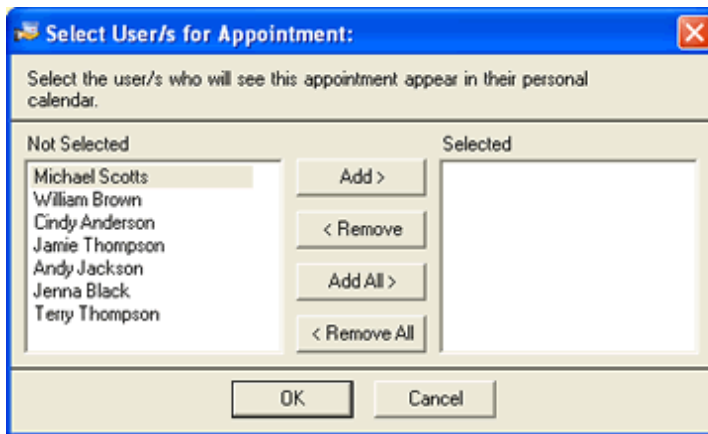 Select User/s for Appointment:
Select the user/s who will see this appointment appear in their personal
calendar.
Not Selected
Selected
Michael Scotts
William Brown
Cindy Anderson
Jamie Thompson
Andy Jackson
Jenna Black
Terry Thompson
Add >
< Remove
Add All >
< Remove All
OK
Cancel